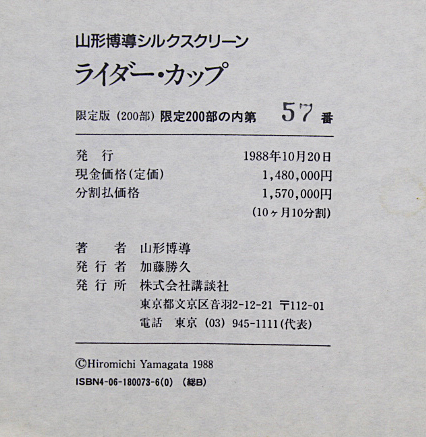 山形博導シルクスクリーン
ライダー・カップ
限定版 (200部) 限定200部の内第 57 番
発行 1988年10月20日
現金価格(定価) 1,480,000円
分割払価格 1,570,000円
(10ヶ月10分割)
著者 山形博導
発行者 加藤勝久
発行所 株式会社講談社
東京都文京区音羽2-12-21 〒112-01
電話 東京 (03) 945-1111(代表)
©Hiromichi Yamagata 1988
ISBN4-06-180073-6(0) (総B)